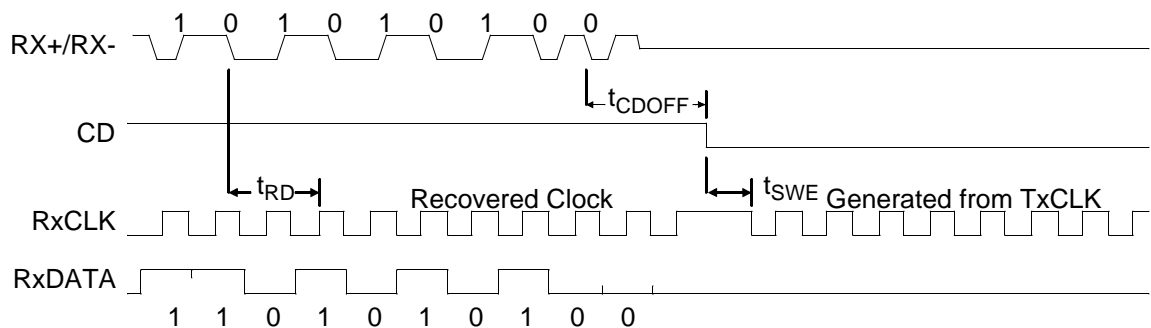 1 0 1 0 1 0 1 0 0
RX+/RX-
tCDOFF
CD
tRD
Recovered Clock
tSWE
Generated from TxCLK
RxCLK
RxDATA
1 1 0 1 0 1 0 1 0 0